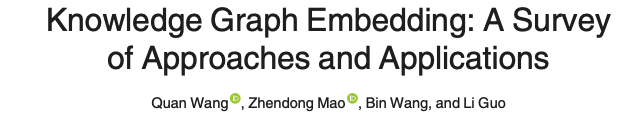 Knowledge Graph Embedding: A Survey
of Approaches and Applications
Quan Wang, Zhendong Mao, Bin Wang, and Li Guo